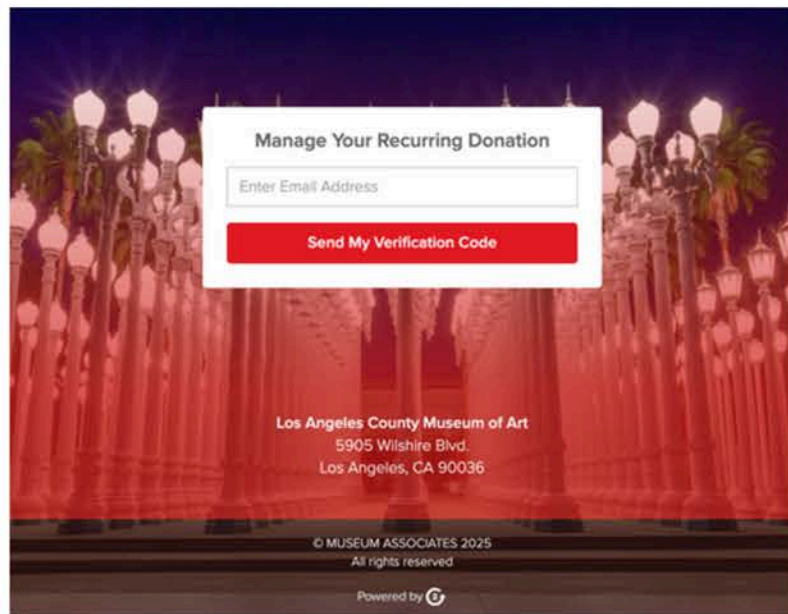 Manage Your Recurring Donation
Enter Email Address
Send My Verification Code
Los Angeles County Museum of Art
5905 Wilshire Blvd.
Los Angeles, CA 90036
© MUSEUM ASSOCIATES 2025
All rights reserved
Powered by